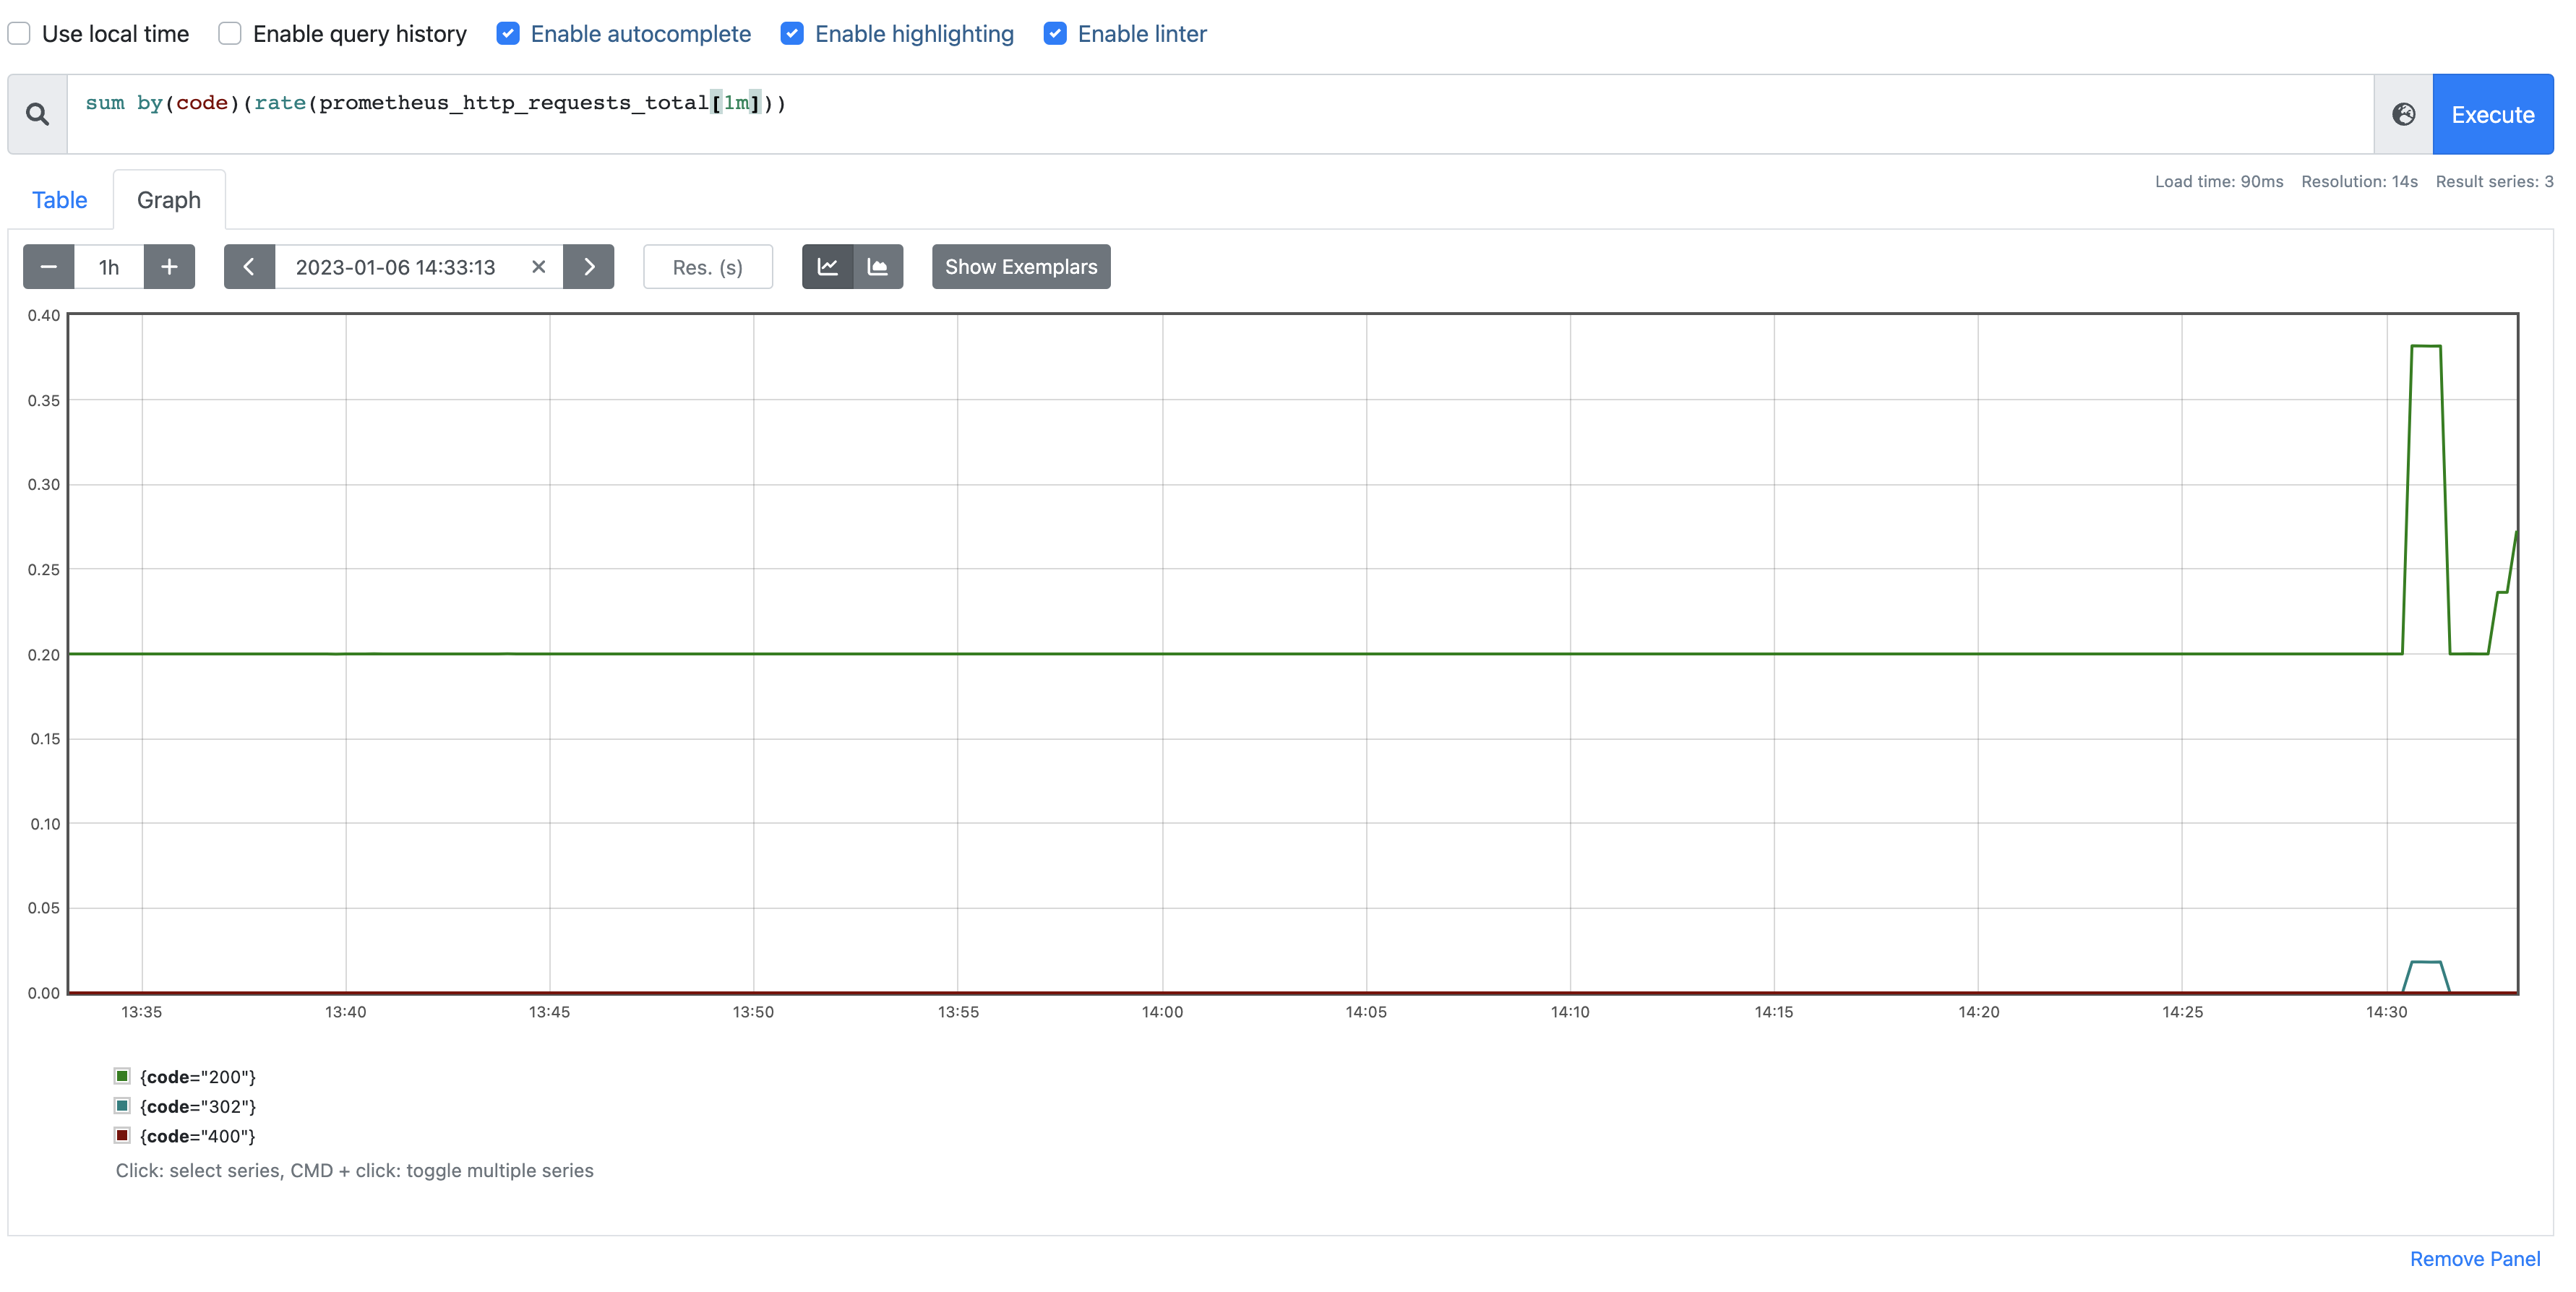 Use local time Enable query history Enable autocomplete Enable highlighting Enable linter
sum by(code)(rate(prometheus_http_requests_total[1m]))
Execute
Table Graph
Load time: 90ms Resolution: 14s Result series: 3
− 1h + 2023-01-06 14:33:13 × Res. (s) Show Exemplars
0.40
0.35
0.30
0.25
0.20
0.15
0.10
0.05
0.00
13:35 13:40 13:45 13:50 13:55 14:00 14:05 14:10 14:15 14:20 14:25 14:30
{code="200"}
{code="302"}
{code="400"}
Click: select series, CMD + click: toggle multiple series
Remove Panel